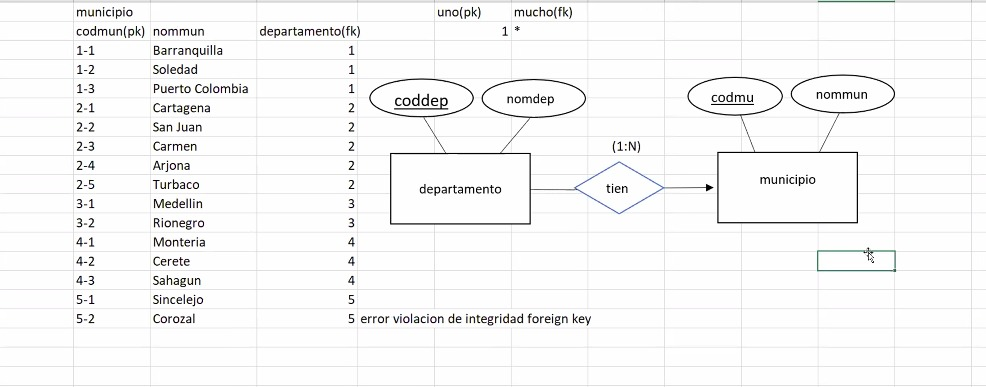 municipio uno(pk) mucho(fk)
codmun(pk) nommun departamento(fk) 1 *
1-1 Barranquilla 1
1-2 Soledad 1
1-3 Puerto Colombia 1
2-1 Cartagena 2
2-2 San Juan 2
2-3 Carmen 2
2-4 Arjona 2
2-5 Turbaco 2
3-1 Medellin 3
3-2 Rionegro 3
4-1 Monteria 4
4-2 Cerete 4
4-3 Sahagun 4
5-1 Sincelejo 5
5-2 Corozal 5 error violacion de integridad foreign key
coddep nomdep codmu nommun
(1:N)
departamento tien municipio